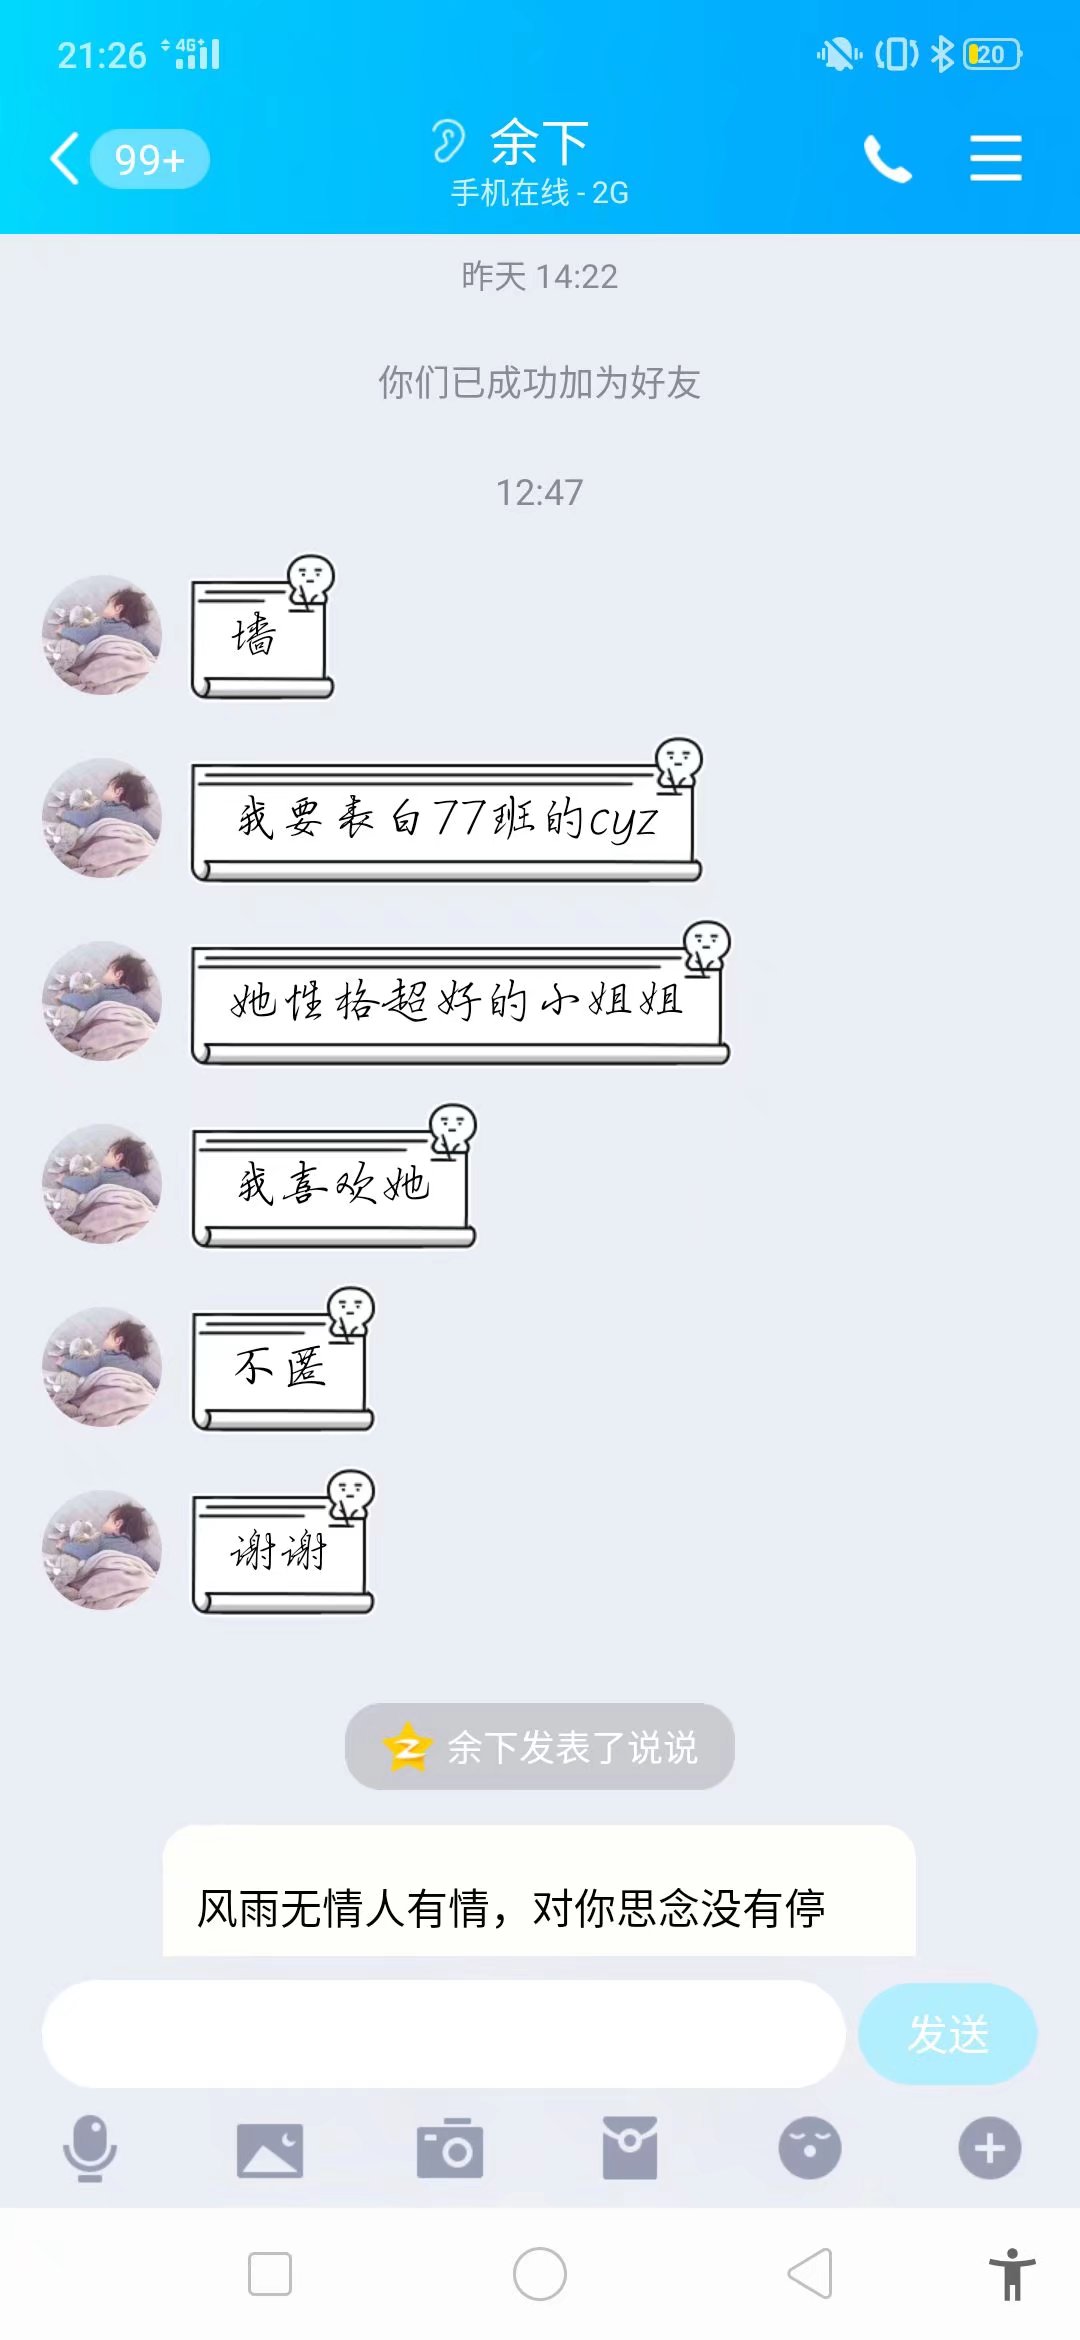 21:26 4G+ 20
99+ 余下
手机在线 - 2G
昨天 14:22
你们已成功加为好友
12:47
墙
我要表白77班的cyz
她性格超好的小姐姐
我喜欢她
不匿
谢谢
余下发表了说说
风雨无情人有情，对你思念没有停
发送